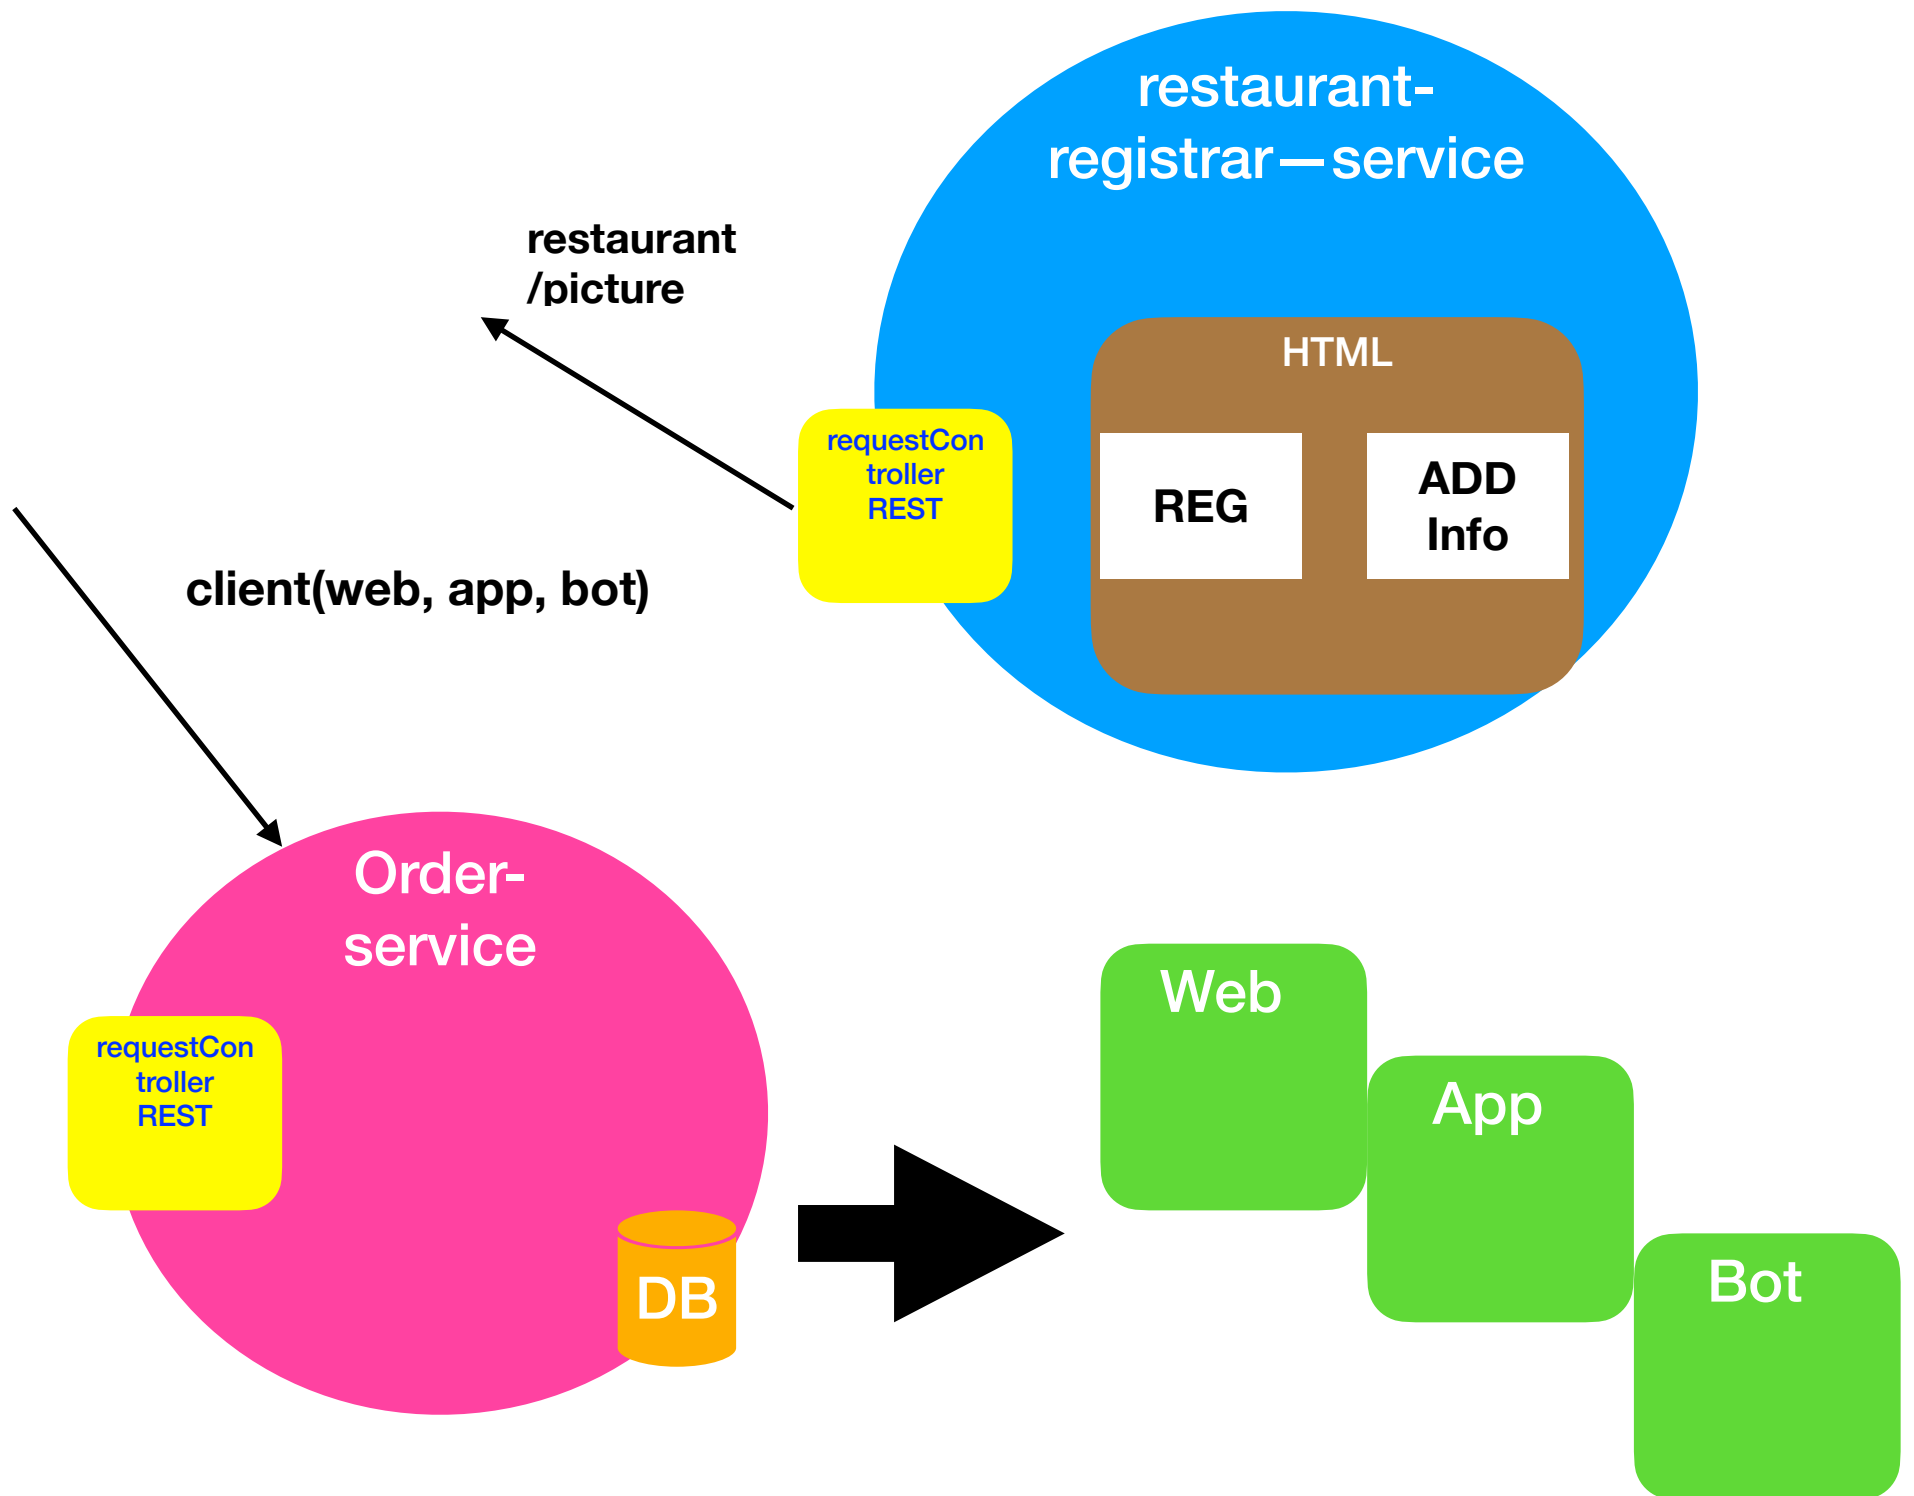 restaurant-
registrar—service
restaurant
/picture
HTML
requestCon
troller
REST
REG
ADD
Info
client(web, app, bot)
Order-
service
requestCon
troller
REST
DB
Web
App
Bot